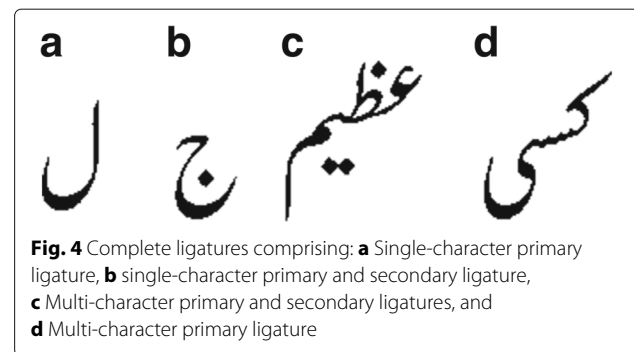 a b c d
ل ج عظیم کسی
Fig. 4 Complete ligatures comprising: a Single-character primary
ligature, b single-character primary and secondary ligature,
c Multi-character primary and secondary ligatures, and
d Multi-character primary ligature